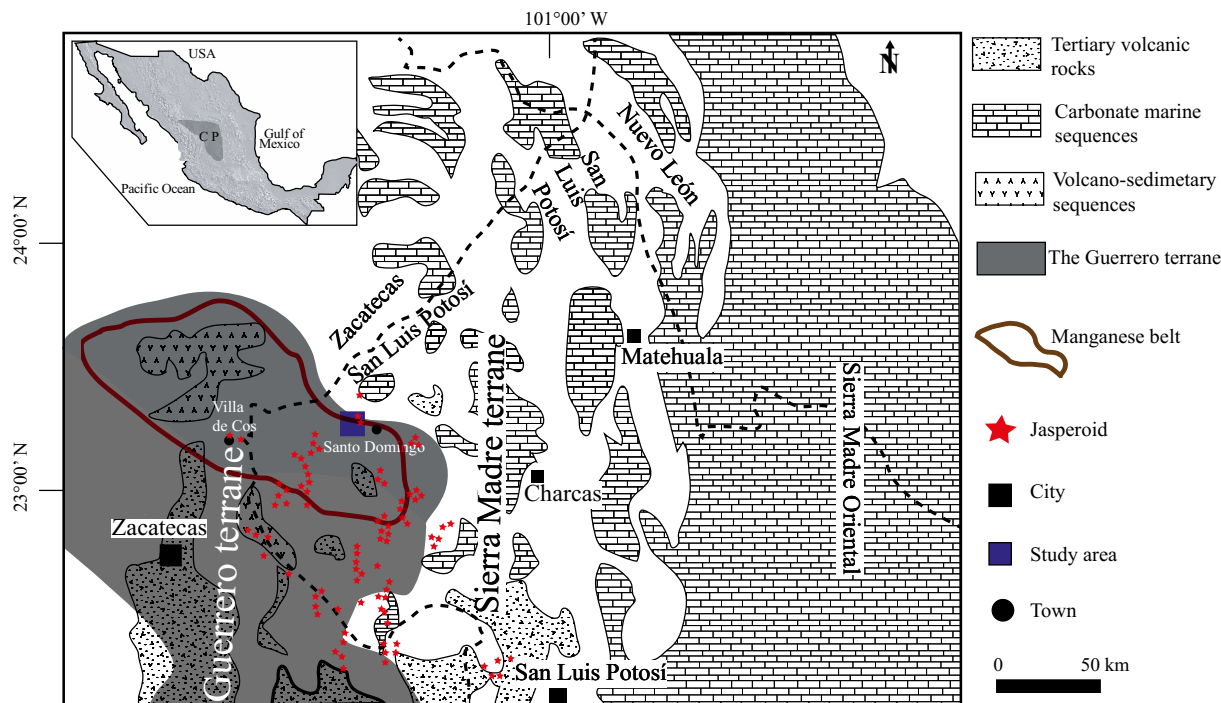 101°00' W
USA
C P
Gulf of
Mexico
Pacific Ocean
N
24°00' N
23°00' N
Nuevo León
San
Luis
Potosí
Zacatecas
San Luis Potosí
Matehuala
Sierra Madre terrane
Sierra Madre Oriental
Villa
de Cos
Santo Domingo
Charcas
Zacatecas
Guerrero terrane
San Luis Potosí
Tertiary volcanic
rocks
Carbonate marine
sequences
Volcano-sedimetary
sequences
The Guerrero terrane
Manganese belt
Jasperoid
City
Study area
Town
0 50 km